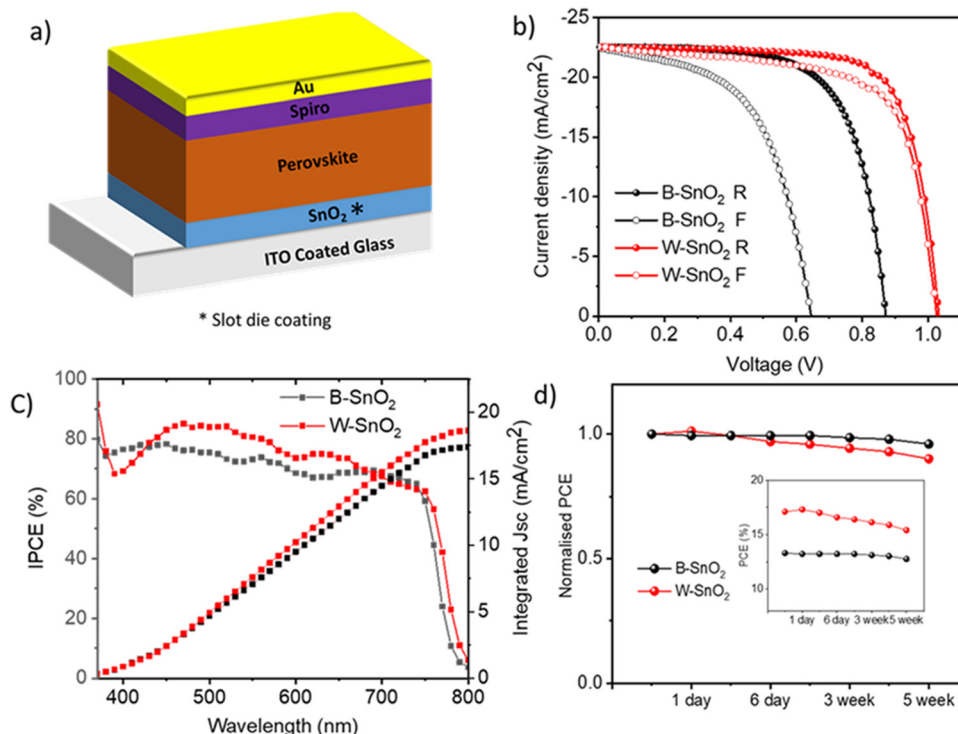 a)
Au
Spiro
Perovskite
SnO₂ *
ITO Coated Glass
* Slot die coating
b)
-25
-20
-15
-10
-5
0
Current density (mA/cm²)
B-SnO₂ R
B-SnO₂ F
W-SnO₂ R
W-SnO₂ F
0.0 0.2 0.4 0.6 0.8 1.0
Voltage (V)
C)
100
80
60
40
20
0
IPCE (%)
B-SnO₂
W-SnO₂
20
15
10
5
0
Integrated Jsc (mA/cm²)
400 500 600 700 800
Wavelength (nm)
d)
1.0
0.5
0.0
Normalised PCE
B-SnO₂
W-SnO₂
17
13
10
PCE (%)
1 day 6 day 3 week 5 week
1 day 6 day 3 week 5 week